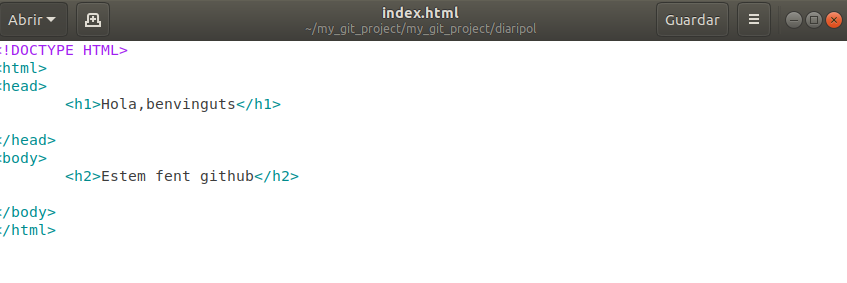 Abrir
index.html
~/my_git_project/my_git_project/diaripol
Guardar
<!DOCTYPE HTML>
<html>
<head>
<h1>Hola,benvinguts</h1>
</head>
<body>
<h2>Estem fent github</h2>
</body>
</html>